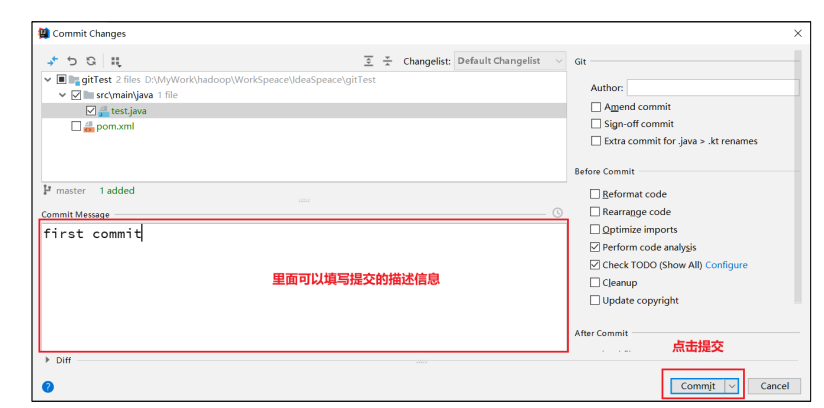 Commit Changes
Changelist: Default Changelist
gitTest 2 files D:\MyWork\hadoop\WorkSpeace\IdeaSpeace\gitTest
src\main\java 1 file
test.java
pom.xml
master 1 added
Commit Message
first commit
里面可以填写提交的描述信息
Diff
Git
Author:
Amend commit
Sign-off commit
Extra commit for .java > .kt renames
Before Commit
Reformat code
Rearrange code
Optimize imports
Perform code analysis
Check TODO (Show All) Configure
Cleanup
Update copyright
After Commit
点击提交
Commit
Cancel